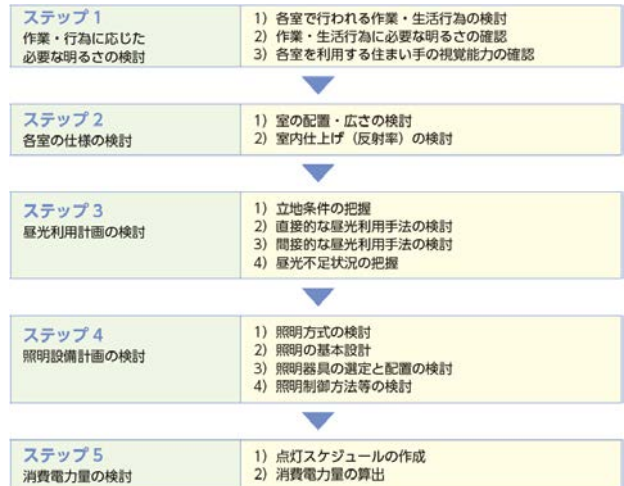 ステップ 1
作業・行為に応じた
必要な明るさの検討
1）各室で行われる作業・生活行為の検討
2）作業・生活行為に必要な明るさの確認
3）各室を利用する住まい手の視覚能力の確認
ステップ 2
各室の仕様の検討
1）室の配置・広さの検討
2）室内仕上げ（反射率）の検討
ステップ 3
昼光利用計画の検討
1）立地条件の把握
2）直接的な昼光利用手法の検討
3）間接的な昼光利用手法の検討
4）昼光不足状況の把握
ステップ 4
照明設備計画の検討
1）照明方式の検討
2）照明の基本設計
3）照明器具の選定と配置の検討
4）照明制御方法等の検討
ステップ 5
消費電力量の検討
1）点灯スケジュールの作成
2）消費電力量の算出